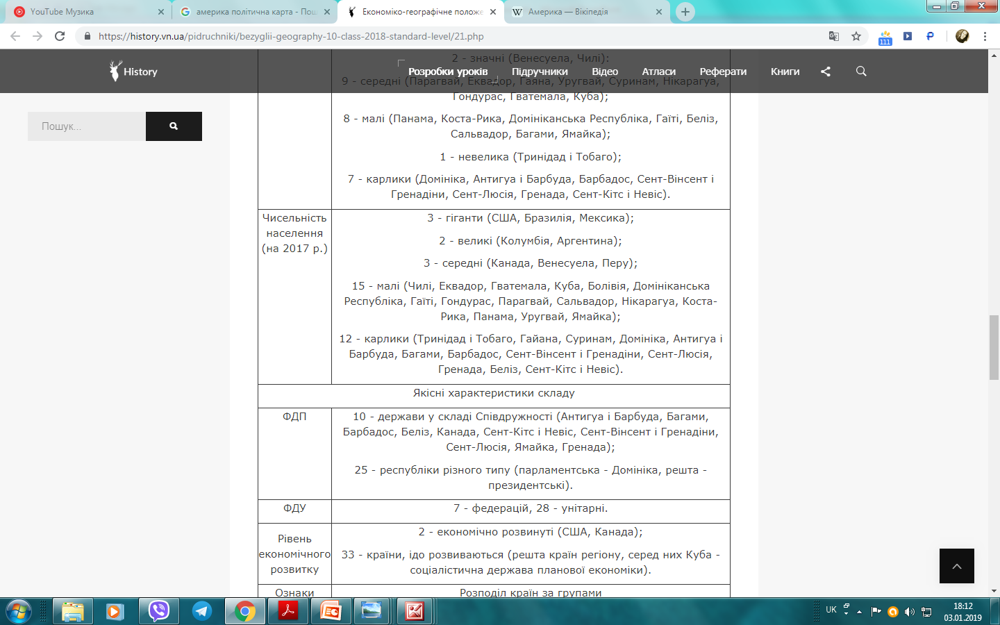 YouTube Музика
америка політична карта - Пош
Економіко-географічне положе
Америка — Вікіпедія
https://history.vn.ua/pidruchniki/bezyglii-geography-10-class-2018-standard-level/21.php
111
History
Розробки уроків
Підручники
Відео
Атласи
Реферати
Книги
Пошук...
2 - значні (Венесуела, Чилі):
9 - середні (Парагвай, Еквадор, Гаяна, Уругвай, Суринам, Нікарагуа,
Гондурас, Гватемала, Куба);
8 - малі (Панама, Коста-Рика, Домініканська Республіка, Гаїті, Беліз,
Сальвадор, Багами, Ямайка);
1 - невелика (Тринідад і Тобаго);
7 - карлики (Домініка, Антигуа і Барбуда, Барбадос, Сент-Вінсент і
Гренадіни, Сент-Люсія, Гренада, Сент-Кітс і Невіс).
Чисельність
населення
(на 2017 р.)
3 - гіганти (США, Бразилія, Мексика);
2 - великі (Колумбія, Аргентина);
3 - середні (Канада, Венесуела, Перу);
15 - малі (Чилі, Еквадор, Гватемала, Куба, Болівія, Домініканська
Республіка, Гаїті, Гондурас, Парагвай, Сальвадор, Нікарагуа, Коста-
Рика, Панама, Уругвай, Ямайка);
12 - карлики (Тринідад і Тобаго, Гайана, Суринам, Домініка, Антигуа і
Барбуда, Багами, Барбадос, Сент-Вінсент і Гренадіни, Сент-Люсія,
Гренада, Беліз, Сент-Кітс і Невіс).
Якісні характеристики складу
ФДП
10 - держави у складі Співдружності (Антигуа і Барбуда, Багами,
Барбадос, Беліз, Канада, Сент-Кітс і Невіс, Сент-Вінсент і Гренадіни,
Сент-Люсія, Ямайка, Гренада);
25 - республіки різного типу (парламентська - Домініка, решта -
президентські).
ФДУ
7 - федерацій, 28 - унітарні.
Рівень
економічного
розвитку
2 - економічно розвинуті (США, Канада);
33 - країни, ідо розвиваються (решта країн регіону, серед них Куба -
соціалістична держава планової економіки).
Ознаки
Розподіл країн за групами
UK
18:12
03.01.2019